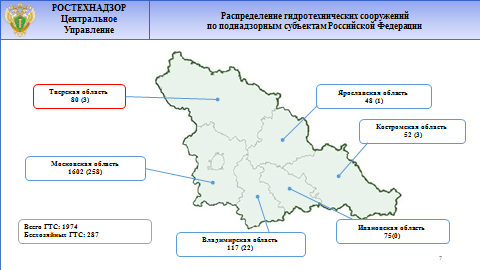 РОСТЕХНАДЗОР
Центральное
Управление
Распределение гидротехнических сооружений
по поднадзорным субъектам Российской Федерации
Тверская область
80 (3)
Ярославская область
48 (1)
Костромская область
52 (3)
Московская область
1602 (258)
Всего ГТС: 1974
Бесхозяйных ГТС: 287
Владимирская область
117 (22)
Ивановская область
75(0)
7